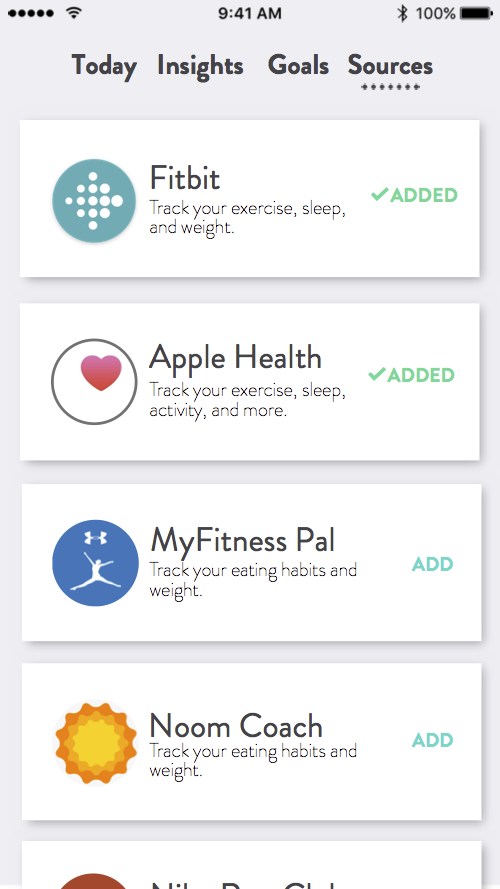 9:41 AM 100%
Today Insights Goals Sources
Fitbit
Track your exercise, sleep,
and weight.
ADDED
Apple Health
Track your exercise, sleep,
activity, and more.
ADDED
MyFitness Pal
Track your eating habits and
weight.
ADD
Noom Coach
Track your eating habits and
weight.
ADD